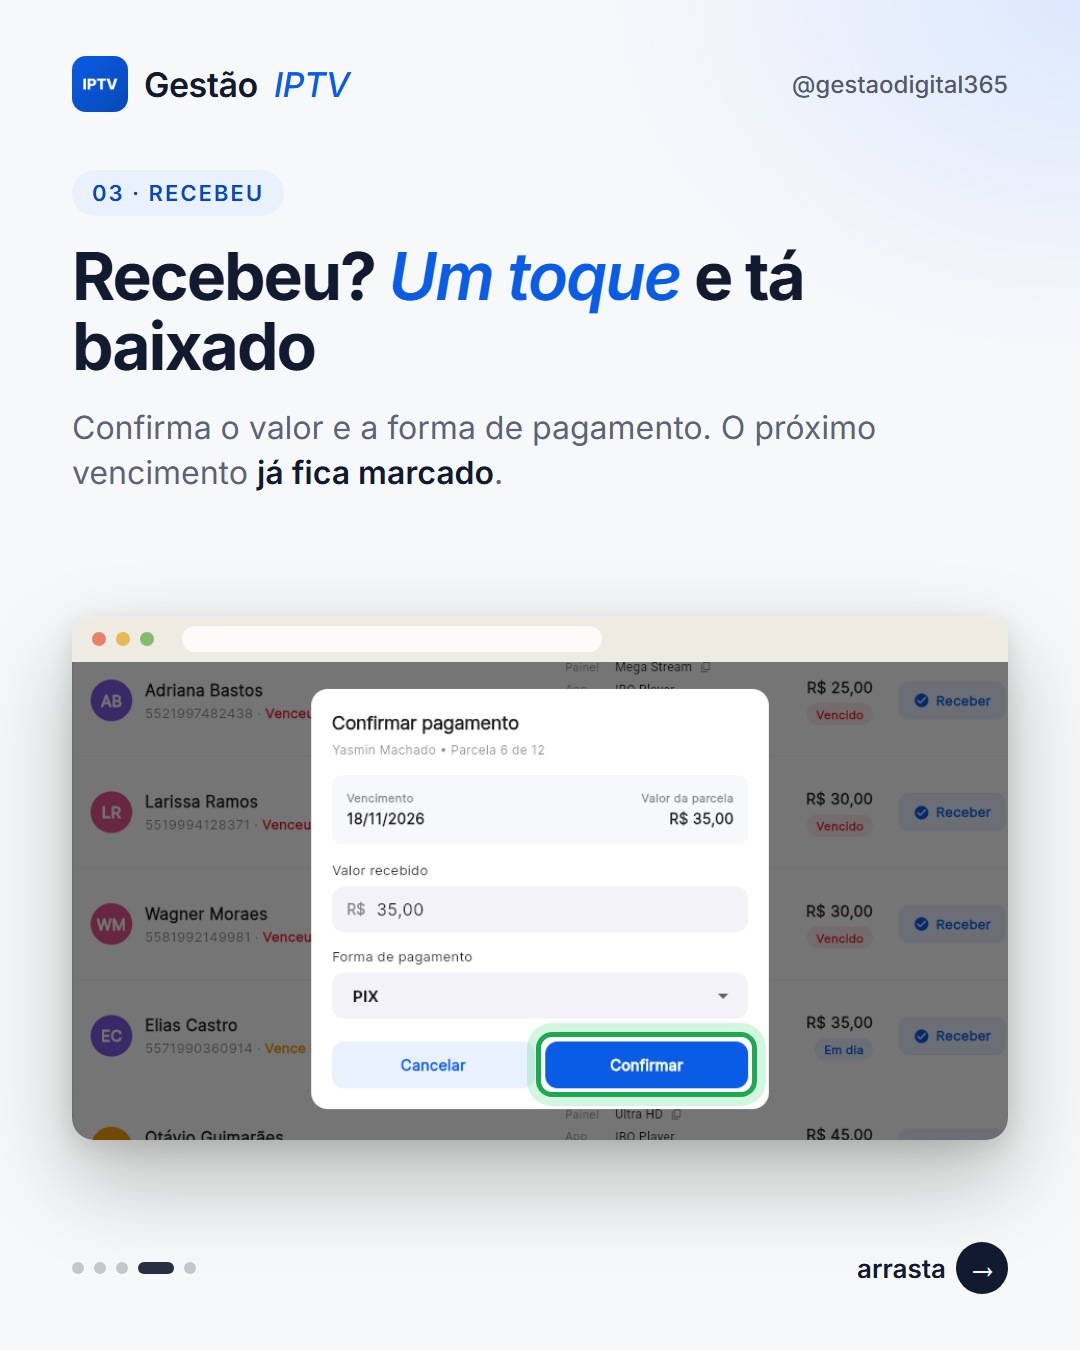 IPTV Gestão IPTV
@gestaodigital365
03 · RECEBEU
Recebeu? Um toque e tá
baixado
Confirma o valor e a forma de pagamento. O próximo
vencimento já fica marcado.
Painel Mega Stream
App IBO Player
Adriana Bastos
5521997482438 · Venceu
R$ 25,00
Vencido
Receber
Larissa Ramos
5519994128371 · Venceu
R$ 30,00
Vencido
Receber
Wagner Moraes
5581992149981 · Venceu
R$ 30,00
Vencido
Receber
Elias Castro
5571990360914 · Vence
R$ 35,00
Em dia
Receber
Otávio Guimarães
Painel Ultra HD
App IBO Player
R$ 45,00
Confirmar pagamento
Yasmin Machado • Parcela 6 de 12
Vencimento
18/11/2026
Valor da parcela
R$ 35,00
Valor recebido
R$ 35,00
Forma de pagamento
PIX
Cancelar
Confirmar
arrasta →